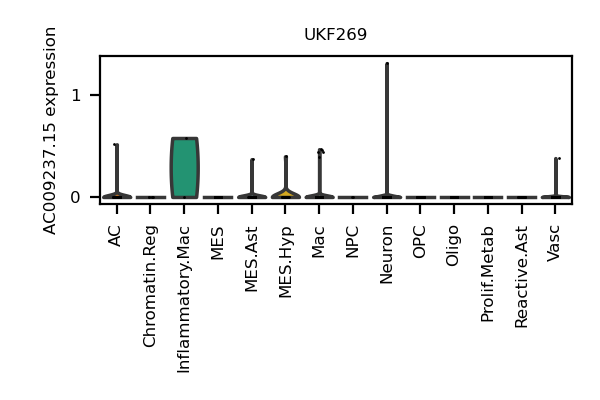 UKF269
AC009237.15 expression
1
0
AC
Chromatin.Reg
Inflammatory.Mac
MES
MES.Ast
MES.Hyp
Mac
NPC
Neuron
OPC
Oligo
Prolif.Metab
Reactive.Ast
Vasc